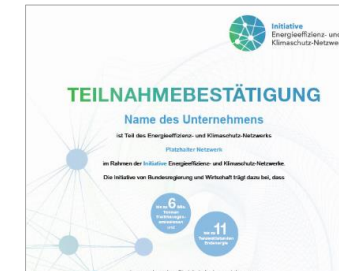 Initiative
Energieeffizienz- und
Klimaschutz-Netzwe
TEILNAHMEBESTÄTIGUNG
Name des Unternehmens
ist Teil des Energieeffizienz- und Klimaschutz-Netzwerks
Platzhalter Netzwerk
im Rahmen der Initiative Energieeffizienz- und Klimaschutz-Netzwerke.
Die Initiative von Bundesregierung und Wirtschaft trägt dazu bei, dass
6
11